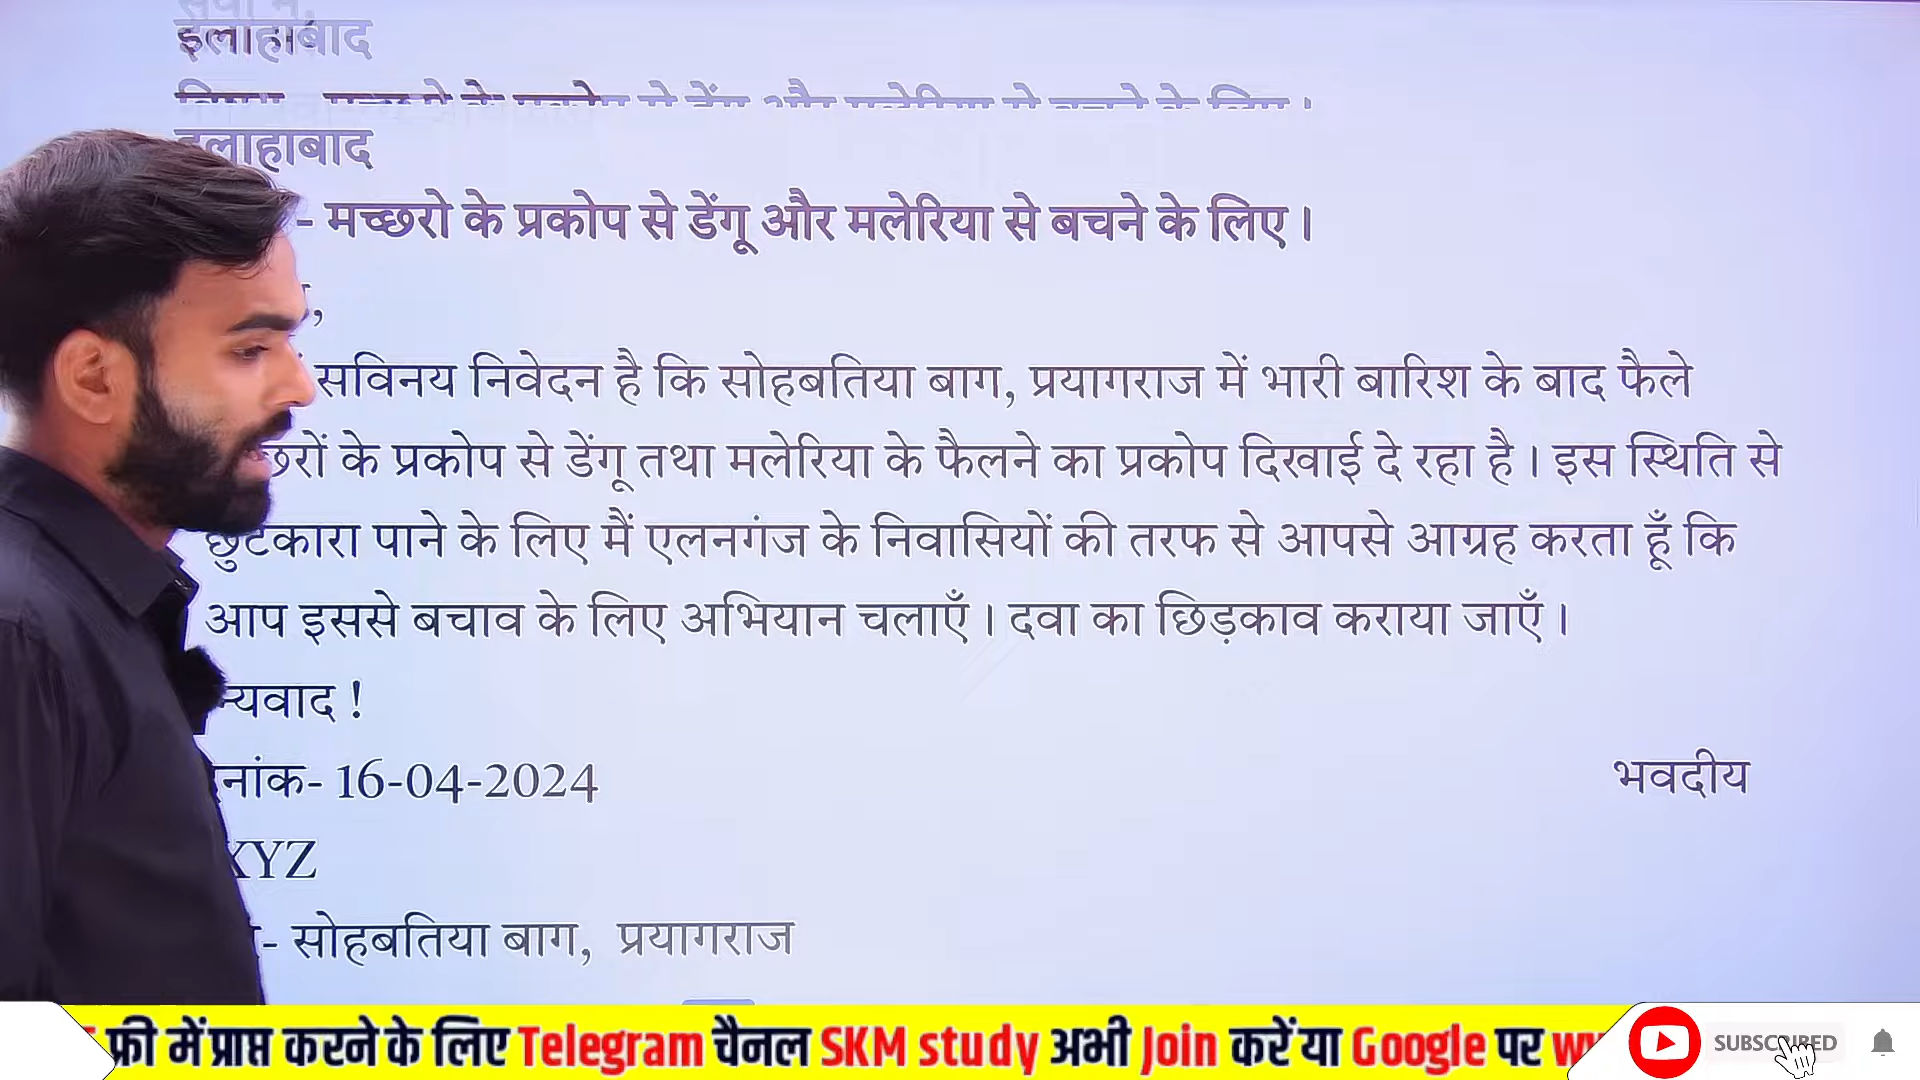 इलाहाबाद
इलाहाबाद
- मच्छरो के प्रकोप से डेंगू और मलेरिया से बचने के लिए।
,
सविनय निवेदन है कि सोहबतिया बाग, प्रयागराज में भारी बारिश के बाद फैले
के प्रकोप से डेंगू तथा मलेरिया के फैलने का प्रकोप दिखाई दे रहा है। इस स्थिति से
छुटकारा पाने के लिए मैं एलनगंज के निवासियों की तरफ से आपसे आग्रह करता हूँ कि
आप इससे बचाव के लिए अभियान चलाएँ। दवा का छिड़काव कराया जाएँ।
न्यवाद !
नांक- 16-04-2024 भवदीय
XYZ
- सोहबतिया बाग, प्रयागराज
फ्री में प्राप्त करने के लिए Telegram चैनल SKM study अभी Join करें या Google पर
SUBSCRIBED